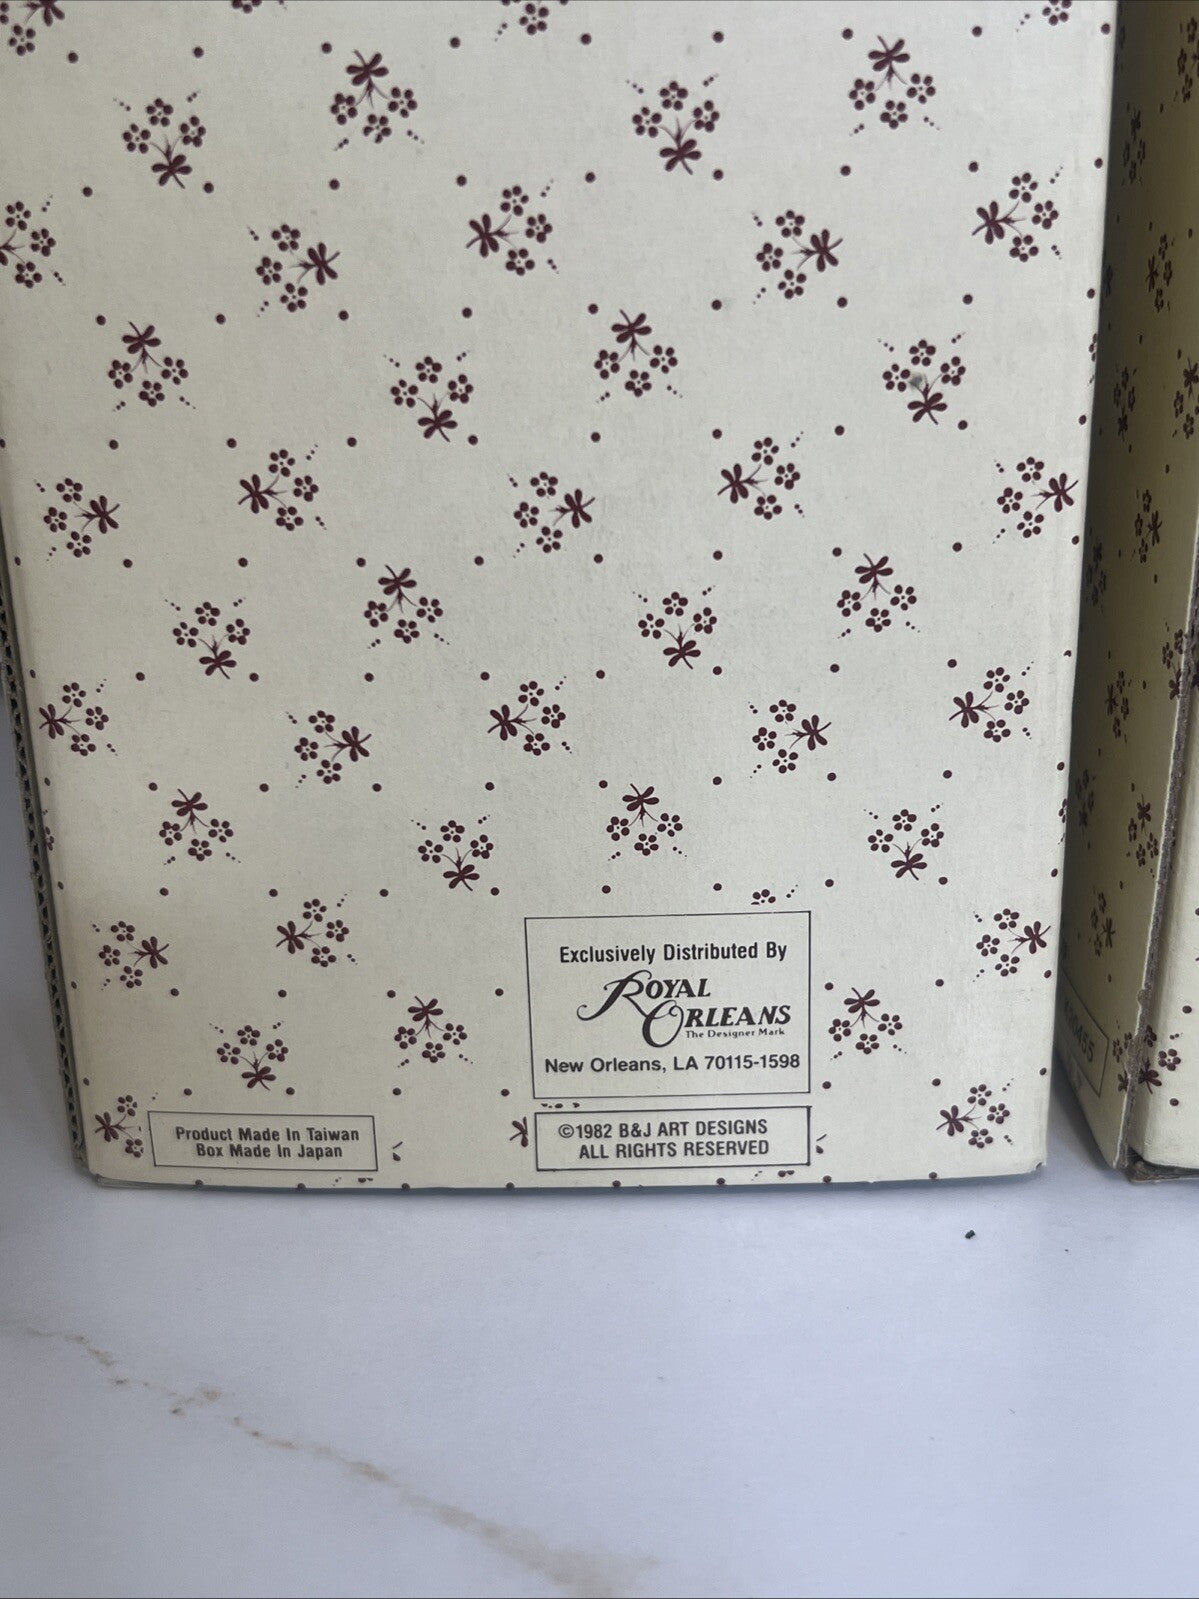 Exclusively Distributed By
ROYAL
ORLEANS
The Designer Mark
New Orleans, LA 70115-1598
Product Made In Taiwan
Box Made In Japan
©1982 B&J ART DESIGNS
ALL RIGHTS RESERVED